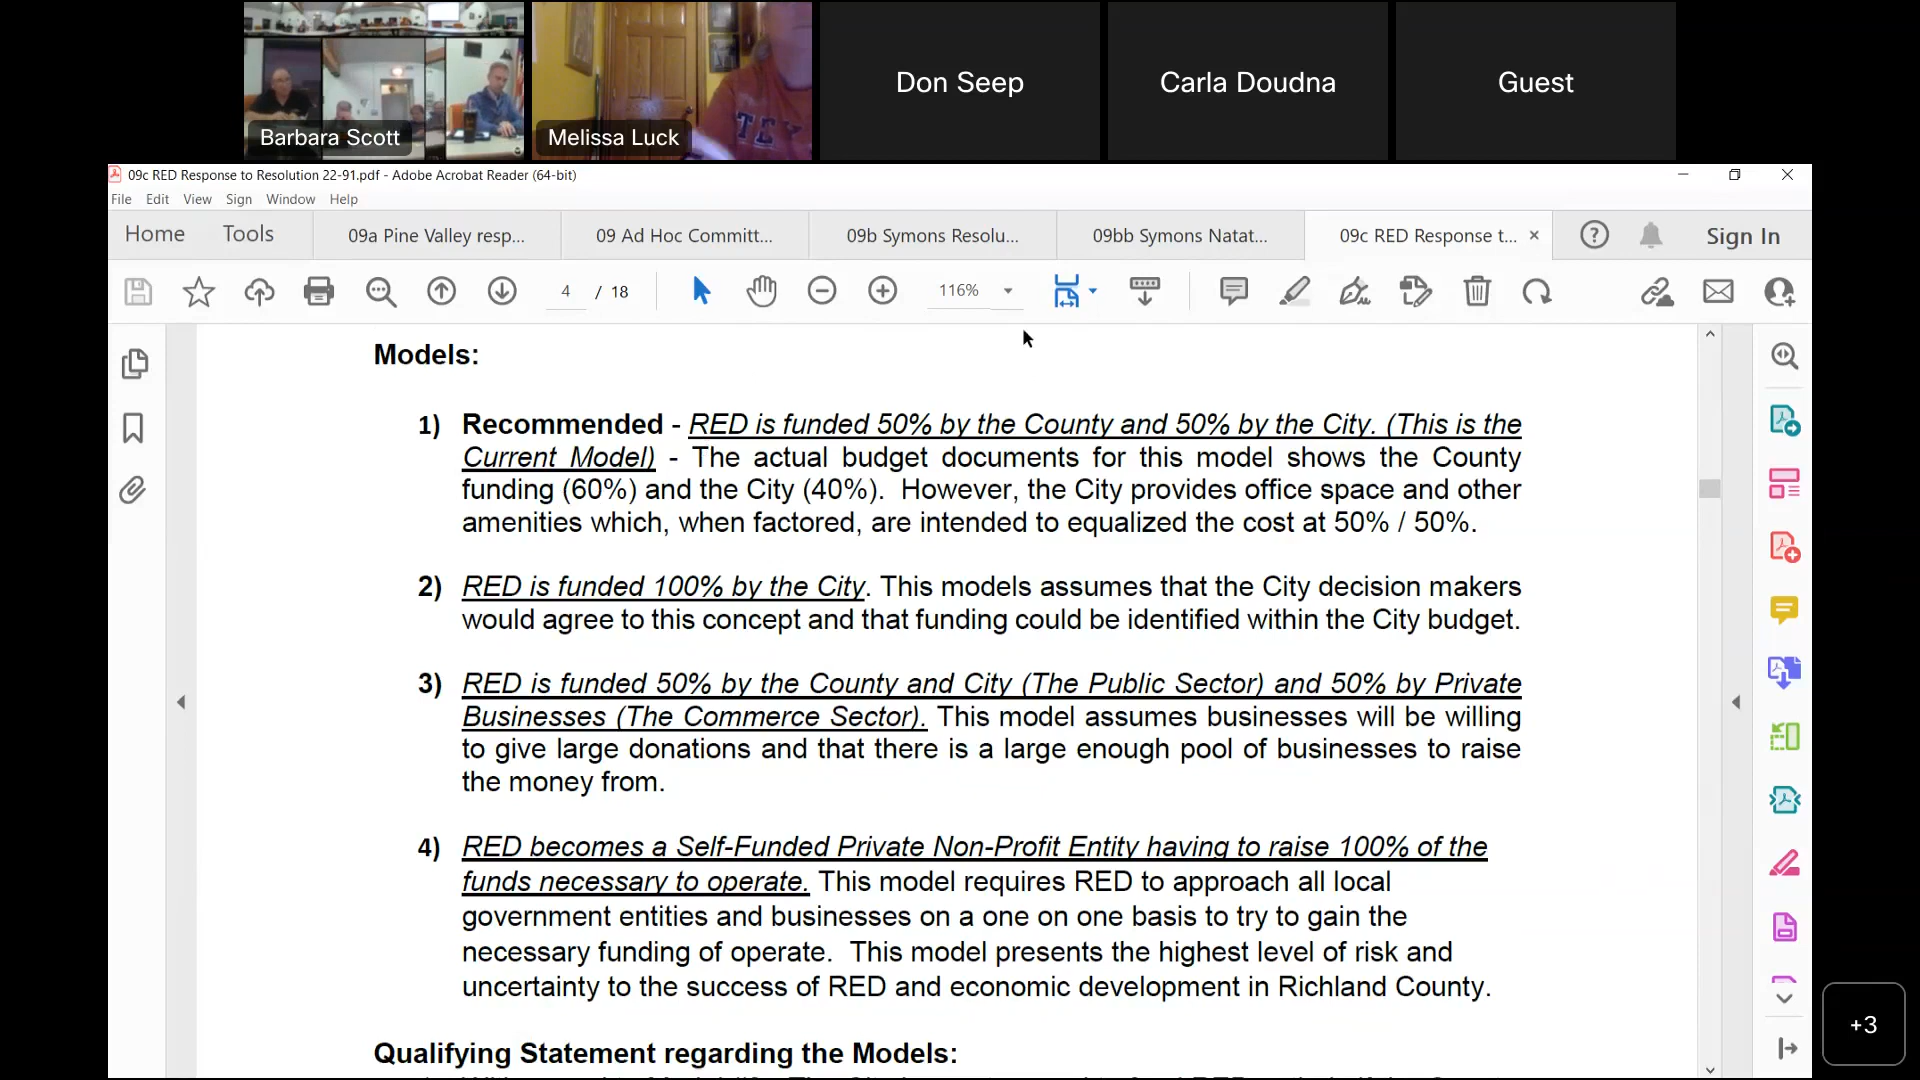 Don Seep
Carla Doudna
Guest
Barbara Scott
Melissa Luck
TEX
09c RED Response to Resolution 22-91.pdf - Adobe Acrobat Reader (64-bit)
File Edit View Sign Window Help
Home Tools 09a Pine Valley resp... 09 Ad Hoc Committ... 09b Symons Resolu... 09bb Symons Natat... 09c RED Response t... × Sign In
4 / 18 116%
Models:
1) Recommended - RED is funded 50% by the County and 50% by the City. (This is the
Current Model) - The actual budget documents for this model shows the County
funding (60%) and the City (40%). However, the City provides office space and other
amenities which, when factored, are intended to equalized the cost at 50% / 50%.
2) RED is funded 100% by the City. This models assumes that the City decision makers
would agree to this concept and that funding could be identified within the City budget.
3) RED is funded 50% by the County and City (The Public Sector) and 50% by Private
Businesses (The Commerce Sector). This model assumes businesses will be willing
to give large donations and that there is a large enough pool of businesses to raise
the money from.
4) RED becomes a Self-Funded Private Non-Profit Entity having to raise 100% of the
funds necessary to operate. This model requires RED to approach all local
government entities and businesses on a one on one basis to try to gain the
necessary funding of operate. This model presents the highest level of risk and
uncertainty to the success of RED and economic development in Richland County.
Qualifying Statement regarding the Models:
+3